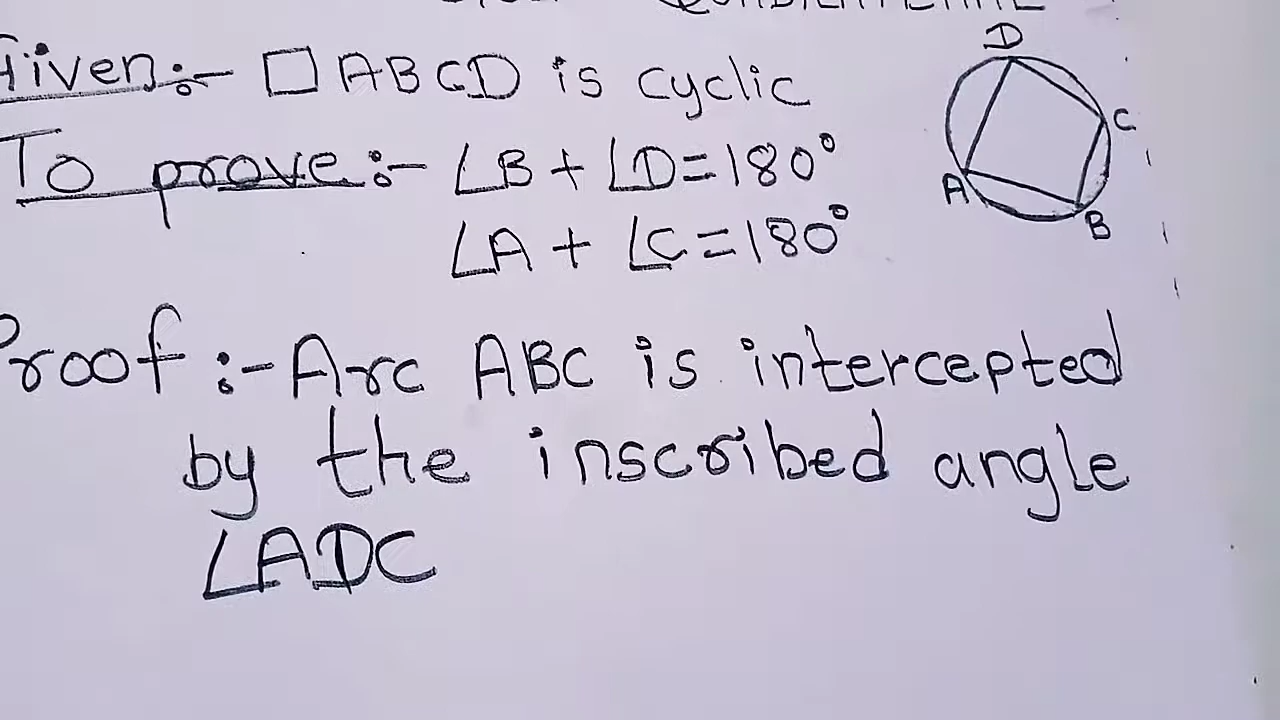 Given:- □ABCD is cyclic
To prove:- ∠B + ∠D = 180°
∠A + ∠C = 180°
Proof:- Arc ABC is intercepted
by the inscribed angle
∠ADC
D
C
A
B